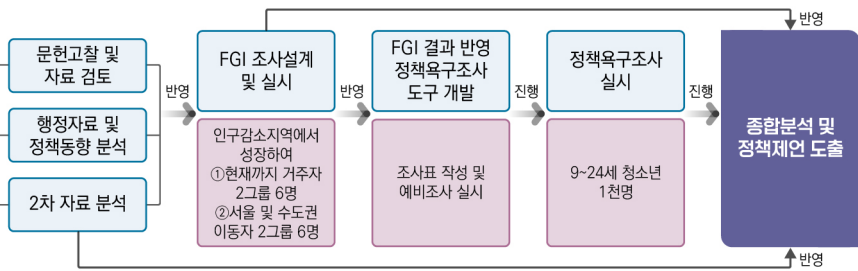 반영
문헌고찰 및
자료 검토
행정자료 및
정책동향 분석
2차 자료 분석
반영
FGI 조사설계
및 실시
인구감소지역에서
성장하여
①현재까지 거주자
2그룹 6명
②서울 및 수도권
이동자 2그룹 6명
반영
FGI 결과 반영
정책욕구조사
도구 개발
조사표 작성 및
예비조사 실시
진행
정책욕구조사
실시
9~24세 청소년
1천명
진행
종합분석 및
정책제언 도출
반영